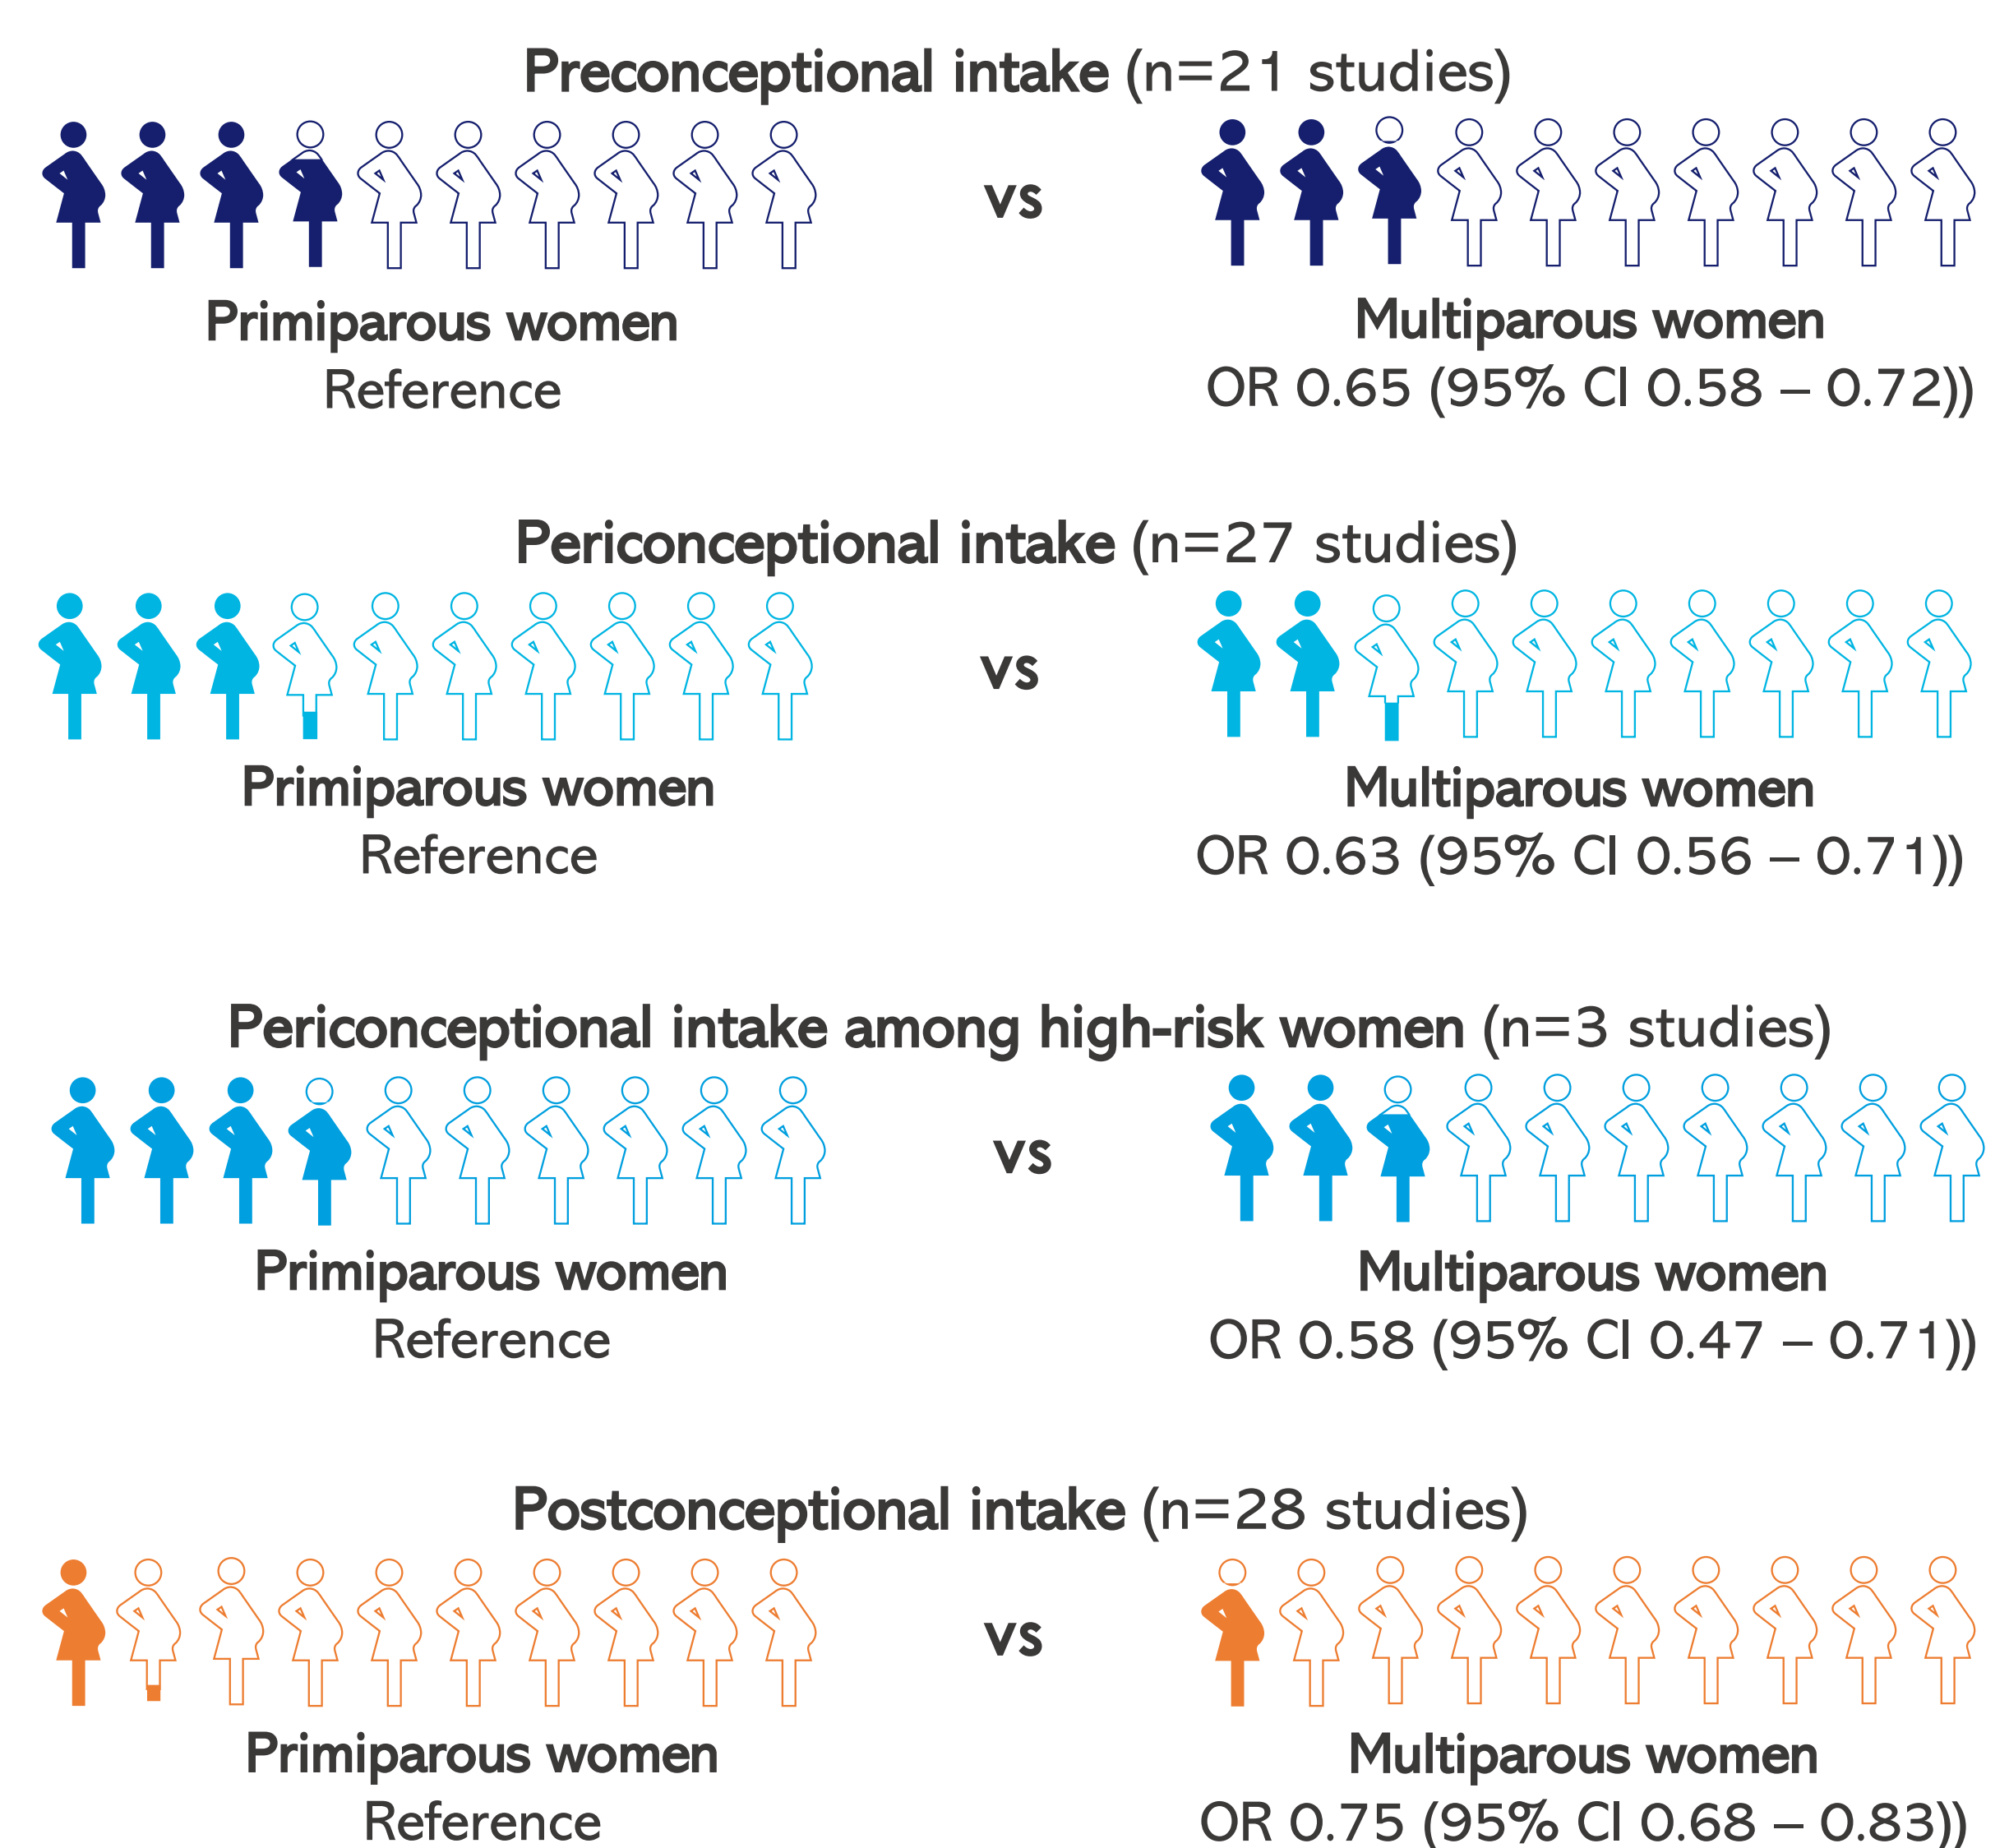 Preconceptional intake (n=21 studies)
vs
Primiparous women
Reference
Multiparous women
OR 0.65 (95% CI 0.58 – 0.72))
Periconceptional intake (n=27 studies)
vs
Primiparous women
Reference
Multiparous women
OR 0.63 (95% CI 0.56 – 0.71))
Periconceptional intake among high-risk women (n=3 studies)
vs
Primiparous women
Reference
Multiparous women
OR 0.58 (95% CI 0.47 – 0.71))
Postconceptional intake (n=28 studies)
vs
Primiparous women
Reference
Multiparous women
OR 0.75 (95% CI 0.68 – 0.83))